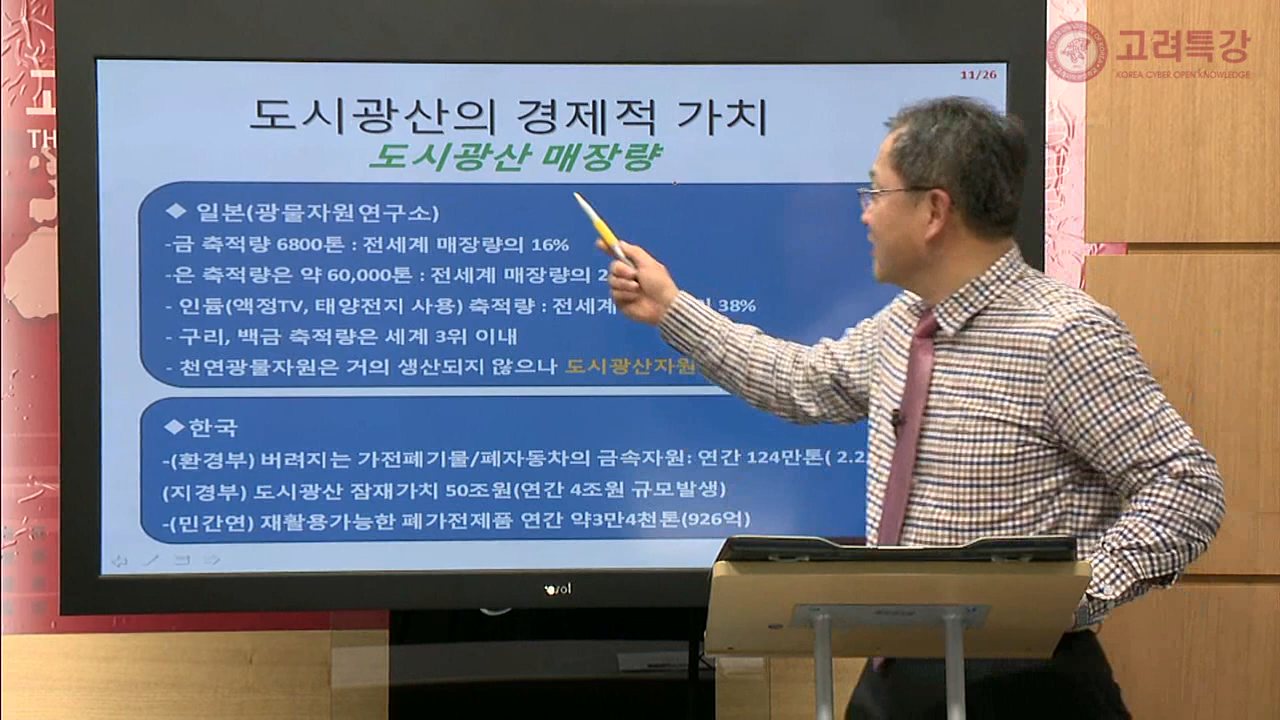 고려특강
KOREA CYBER OPEN KNOWLEDGE
TH
11/26
도시광산의 경제적 가치
도시광산 매장량
◆ 일본(광물자원연구소)
-금 축적량 6800톤 : 전세계 매장량의 16%
-은 축적량은 약 60,000톤 : 전세계 매장량의
- 인듐(액정TV, 태양전지 사용) 축적량 : 전세계 38%
- 구리, 백금 축적량은 세계 3위 이내
- 천연광물자원은 거의 생산되지 않으나 도시광산자원
◆한국
-(환경부) 버려지는 가전폐기물/폐자동차의 금속자원: 연간 124만톤( 2.2
(지경부) 도시광산 잠재가치 50조원(연간 4조원 규모발생)
-(민간연) 재활용가능한 폐가전제품 연간 약3만4천톤(926억)